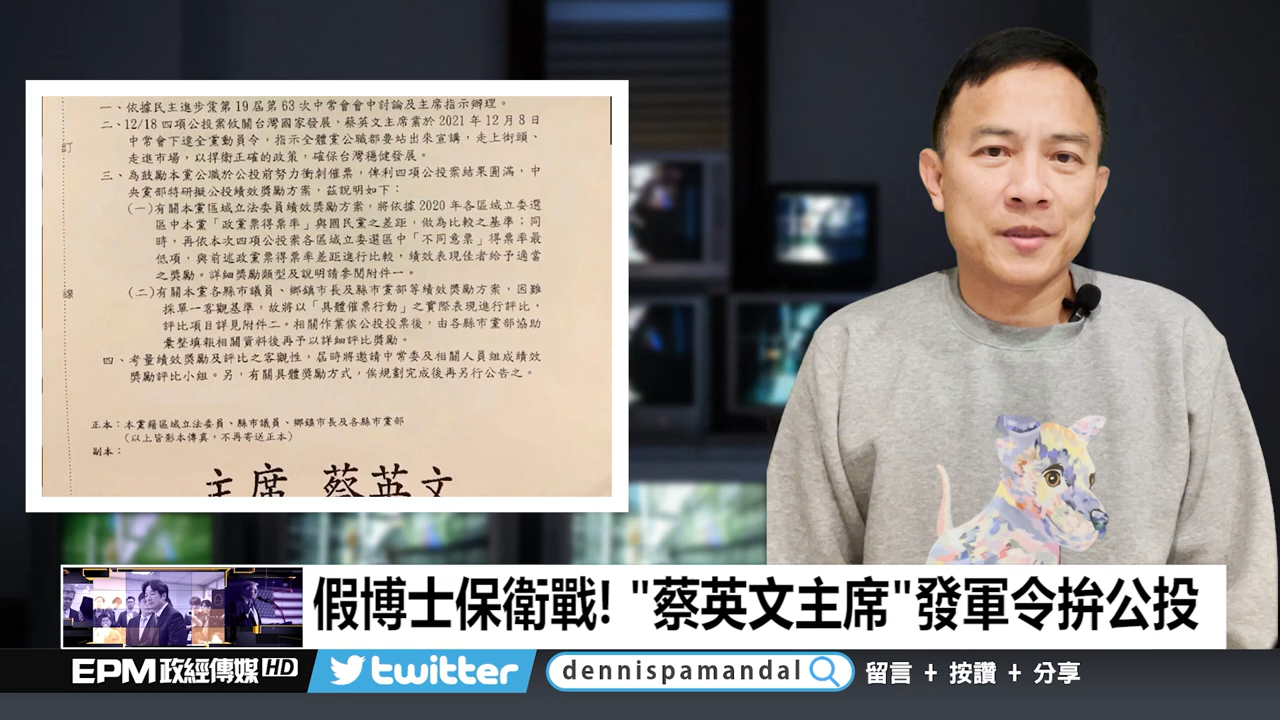 一、依據民主進步黨第19屆第63次中常會會中討論及主席指示辦理。
二、12/18四項公投案攸關台灣國家發展，蔡英文主席業於2021年12月8日
中常會下達全黨動員令，指示全體黨公職都要站出來宣講，走上街頭、
走進市場，以捍衛正確的政策，確保台灣穩健發展。
三、為鼓勵本黨公職於公投前努力衝刺催票，俾利四項公投案結果圓滿，中
央黨部特研擬公投績效獎勵方案，茲說明如下：
(一)有關本黨區域立法委員績效獎勵方案，將依據2020年各區域立委選
區中本黨「政黨票得票率」與國民黨之差距，做為比較之基準；同
時，再依本次四項公投案各區域立委選區中「不同意票」得票率最
低項，與前述政黨票得票率差距進行比較，績效表現佳者給予適當
之獎勵。詳細獎勵類型及說明請參閱附件一。
(二)有關本黨各縣市議員、鄉鎮市長及縣市黨部等績效獎勵方案，因難
採單一客觀基準，故將以「具體催票行動」之實際表現進行評比，
評比項目詳見附件二。相關作業俟公投投票後，由各縣市黨部協助
彙整填報相關資料後再予以詳細評比獎勵。
四、考量績效獎勵及評比之客觀性，屆時將邀請中常委及相關人員組成績效
獎勵評比小組。另，有關具體獎勵方式，俟規劃完成後再另行公告之。
訂
線
正本：本黨籍區域立法委員、縣市議員、鄉鎮市長及各縣市黨部
(以上皆影本傳真，不再寄送正本)
副本：
主席 蔡英文
假博士保衛戰! "蔡英文主席"發軍令拚公投
EPM政經傳媒HD twitter dennispamandal 留言 + 按讚 + 分享